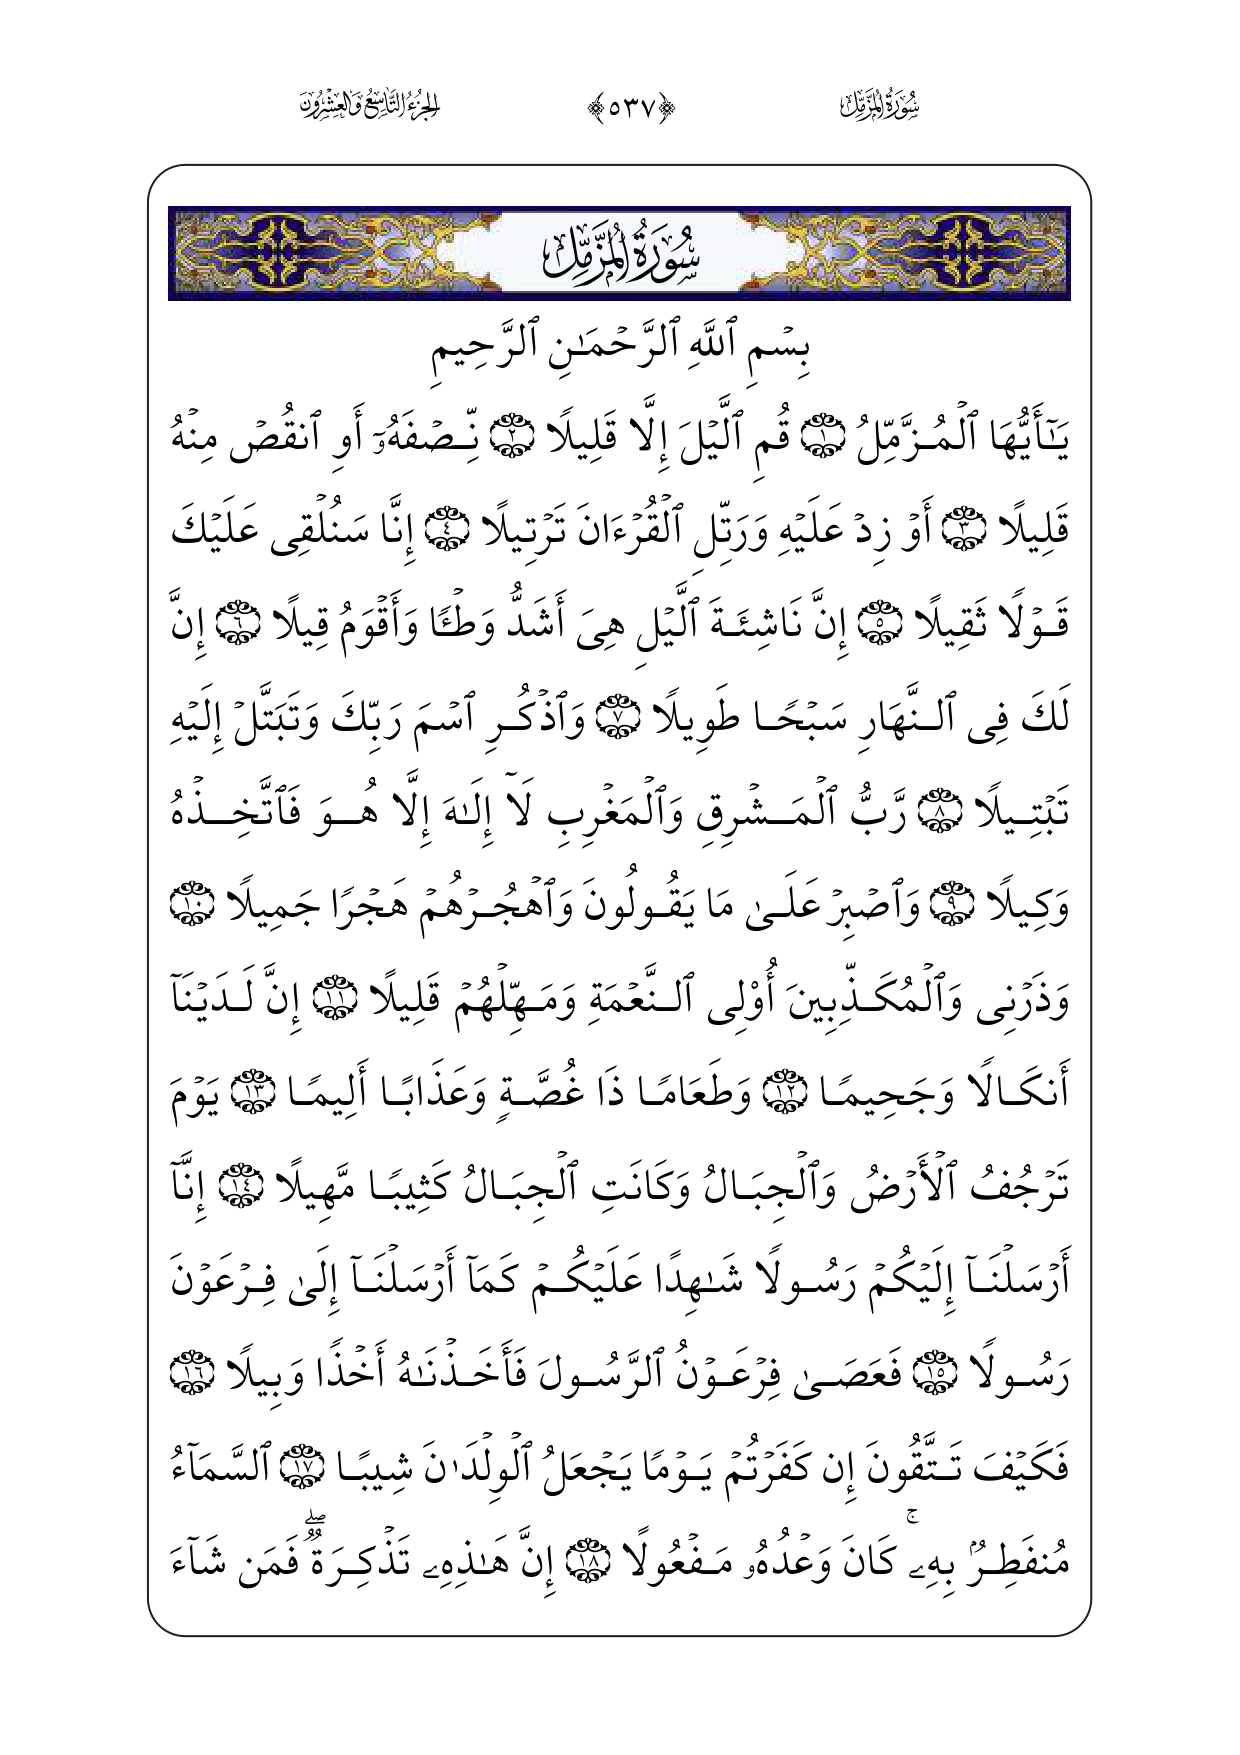 سُورَةُ المُزَّمِّل ﴿٥٣٧﴾ الجُزْءُ التَّاسِعُ وَالعِشْرُونَ
سُورَةُ المُزَّمِّل
بِسۡمِ ٱللَّهِ ٱلرَّحۡمَـٰنِ ٱلرَّحِيمِ
يَـٰٓأَيُّهَا ٱلۡمُزَّمِّلُ ١ قُمِ ٱلَّيۡلَ إِلَّا قَلِيلًا ٢ نِّصۡفَهُۥٓ أَوِ ٱنقُصۡ مِنۡهُ
قَلِيلًا ٣ أَوۡ زِدۡ عَلَيۡهِ وَرَتِّلِ ٱلۡقُرۡءَانَ تَرۡتِيلًا ٤ إِنَّا سَنُلۡقِى عَلَيۡكَ
قَوۡلًا ثَقِيلًا ٥ إِنَّ نَاشِئَةَ ٱلَّيۡلِ هِىَ أَشَدُّ وَطۡـًٔا وَأَقۡوَمُ قِيلًا ٦ إِنَّ
لَكَ فِى ٱلنَّهَارِ سَبۡحًا طَوِيلًا ٧ وَٱذۡكُرِ ٱسۡمَ رَبِّكَ وَتَبَتَّلۡ إِلَيۡهِ
تَبۡتِيلًا ٨ رَّبُّ ٱلۡمَشۡرِقِ وَٱلۡمَغۡرِبِ لَآ إِلَـٰهَ إِلَّا هُوَ فَٱتَّخِذۡهُ
وَكِيلًا ٩ وَٱصۡبِرۡ عَلَىٰ مَا يَقُولُونَ وَٱهۡجُرۡهُمۡ هَجۡرًا جَمِيلًا ١٠
وَذَرۡنِى وَٱلۡمُكَذِّبِينَ أُوْلِى ٱلنَّعۡمَةِ وَمَهِّلۡهُمۡ قَلِيلًا ١١ إِنَّ لَدَيۡنَآ
أَنكَالًا وَجَحِيمًا ١٢ وَطَعَامًا ذَا غُصَّةٍ وَعَذَابًا أَلِيمًا ١٣ يَوۡمَ
تَرۡجُفُ ٱلۡأَرۡضُ وَٱلۡجِبَالُ وَكَانَتِ ٱلۡجِبَالُ كَثِيبًا مَّهِيلًا ١٤ إِنَّآ
أَرۡسَلۡنَآ إِلَيۡكُمۡ رَسُولًا شَـٰهِدًا عَلَيۡكُمۡ كَمَآ أَرۡسَلۡنَآ إِلَىٰ فِرۡعَوۡنَ
رَسُولًا ١٥ فَعَصَىٰ فِرۡعَوۡنُ ٱلرَّسُولَ فَأَخَذۡنَـٰهُ أَخۡذًا وَبِيلًا ١٦
فَكَيۡفَ تَتَّقُونَ إِن كَفَرۡتُمۡ يَوۡمًا يَجۡعَلُ ٱلۡوِلۡدَٰنَ شِيبًا ١٧ ٱلسَّمَآءُ
مُنفَطِرُۢ بِهِۦۚ كَانَ وَعۡدُهُۥ مَفۡعُولًا ١٨ إِنَّ هَـٰذِهِۦ تَذۡكِرَةٌۖ فَمَن شَآءَ